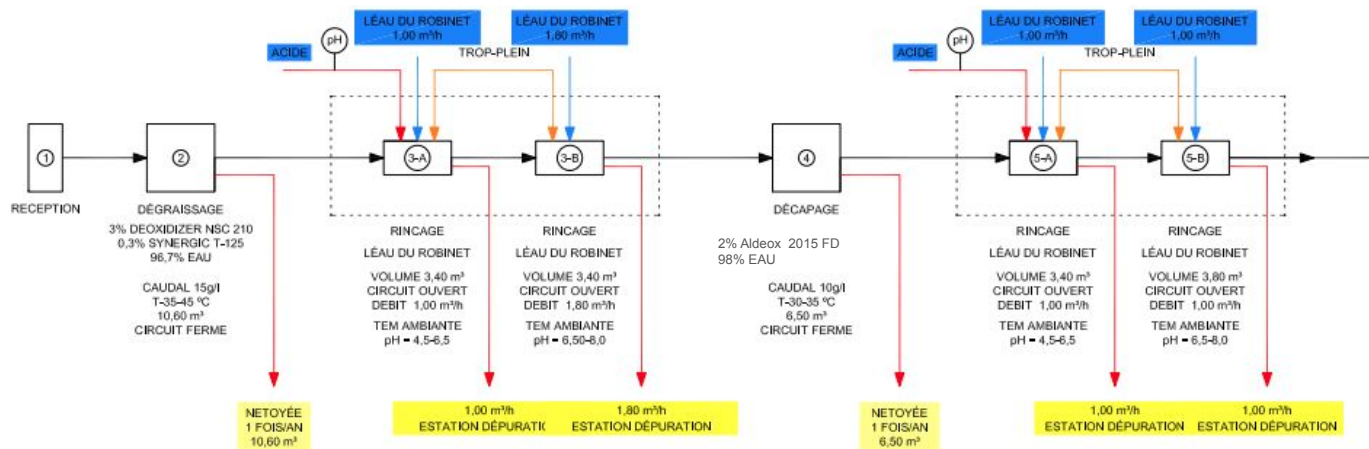 LÉAU DU ROBINET
1,00 m³/h
LÉAU DU ROBINET
1,80 m³/h
pH
ACIDE
TROP-PLEIN
LÉAU DU ROBINET
1,00 m³/h
LÉAU DU ROBINET
1,00 m³/h
pH
ACIDE
TROP-PLEIN
1
2
3-A
3-B
4
5-A
5-B
RECEPTION
DÉGRAISSAGE
3% DEOXIDIZER NSC 210
0,3% SYNERGIC T-125
96,7% EAU
CAUDAL 15g/l
T-35-45 ºC
10,60 m³
CIRCUIT FERME
RINCAGE
LÉAU DU ROBINET
VOLUME 3,40 m³
CIRCUIT OUVERT
DEBIT 1,00 m³/h
TEM AMBIANTE
pH = 4,5-6,5
RINCAGE
LÉAU DU ROBINET
VOLUME 3,40 m³
CIRCUIT OUVERT
DEBIT 1,80 m³/h
TEM AMBIANTE
pH = 6,50-8,0
DÉCAPAGE
2% Aldeox 2015 FD
98% EAU
CAUDAL 10g/l
T-30-35 ºC
6,50 m³
CIRCUIT FERME
RINCAGE
LÉAU DU ROBINET
VOLUME 3,40 m³
CIRCUIT OUVERT
DEBIT 1,00 m³/h
TEM AMBIANTE
pH = 4,5-6,5
RINCAGE
LÉAU DU ROBINET
VOLUME 3,80 m³
CIRCUIT OUVERT
DEBIT 1,00 m³/h
TEM AMBIANTE
pH = 6,5-8,0
NETOYÉE
1 FOIS/AN
10,60 m³
1,00 m³/h
ESTATION DÉPURATIC
1,80 m³/h
ESTATION DÉPURATION
NETOYÉE
1 FOIS/AN
6,50 m³
1,00 m³/h
ESTATION DÉPURATION
1,00 m³/h
ESTATION DÉPURATION